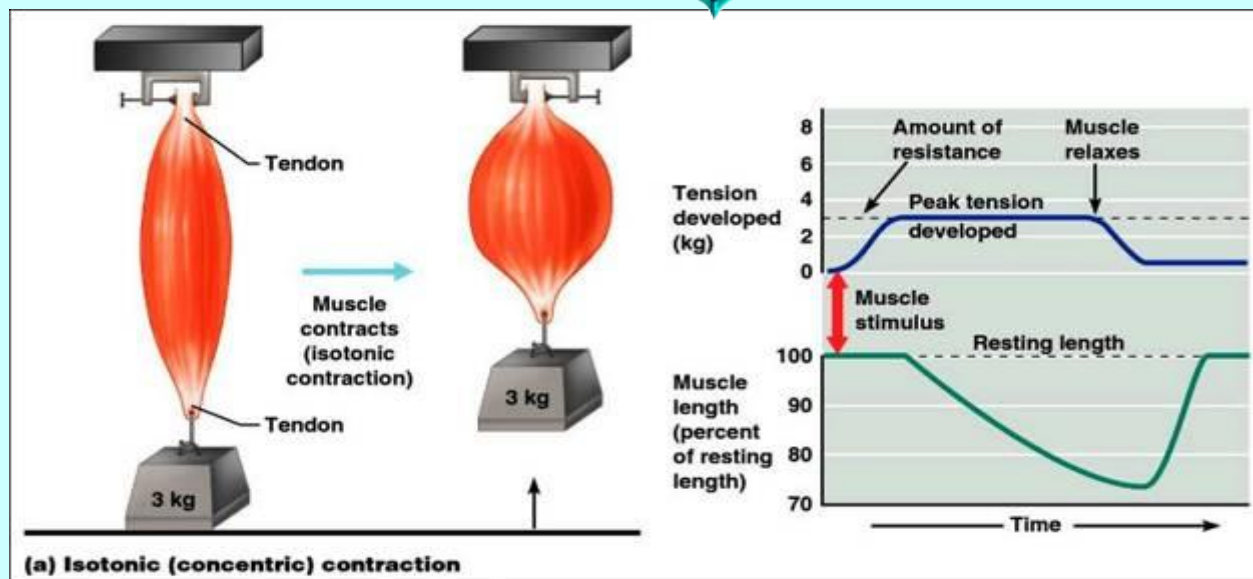 Tendon
Tendon
3 kg
Muscle
contracts
(isotonic
contraction)
3 kg
Tension
developed
(kg)
8
6
4
2
0
Amount of
resistance
Muscle
relaxes
Peak tension
developed
Muscle
stimulus
Muscle
length
(percent
of resting
length)
100
90
80
70
Resting length
Time
(a) Isotonic (concentric) contraction